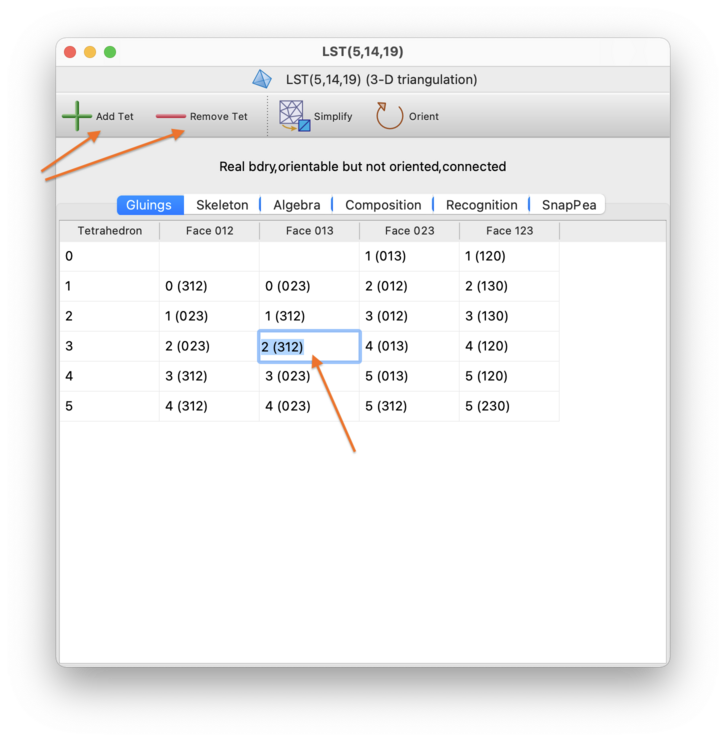 LST(5,14,19)
LST(5,14,19) (3-D triangulation)
Add Tet Remove Tet Simplify Orient
Real bdry,orientable but not oriented,connected
Gluings Skeleton Algebra Composition Recognition SnapPea
Tetrahedron Face 012 Face 013 Face 023 Face 123
0 1 (013) 1 (120)
1 0 (312) 0 (023) 2 (012) 2 (130)
2 1 (023) 1 (312) 3 (012) 3 (130)
3 2 (023) 2 (312) 4 (013) 4 (120)
4 3 (312) 3 (023) 5 (013) 5 (120)
5 4 (312) 4 (023) 5 (312) 5 (230)